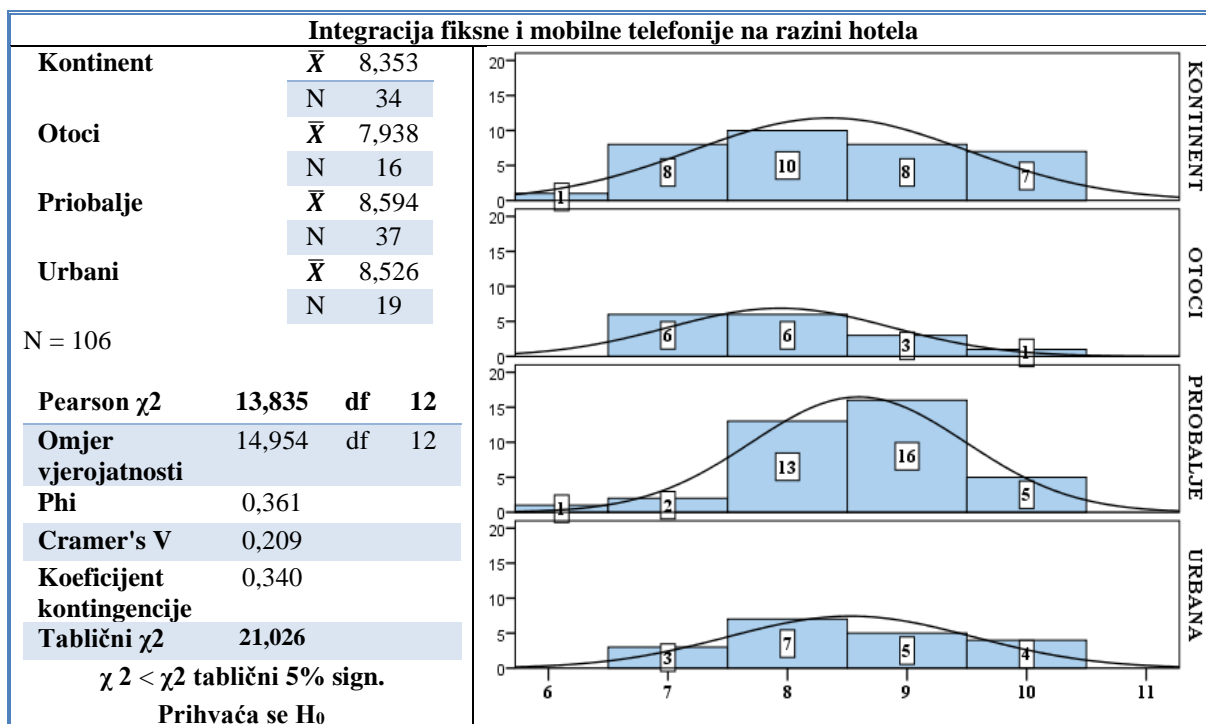 Integracija fiksne i mobilne telefonije na razini hotela
Kontinent X̄ 8,353
N 34
Otoci X̄ 7,938
N 16
Priobalje X̄ 8,594
N 37
Urbani X̄ 8,526
N 19
N = 106
Pearson χ2 13,835 df 12
Omjer vjerojatnosti 14,954 df 12
Phi 0,361
Cramer's V 0,209
Koeficijent kontingencije 0,340
Tablični χ2 21,026
χ 2 < χ2 tablični 5% sign.
Prihvaća se H₀
20
15
10
5
0
1 8 10 8 7
KONTINENT
20
15
10
5
0
6 6 3 1
OTOCI
20
15
10
5
0
1 2 13 16 5
PRIOBALJE
20
15
10
5
0
3 7 5 4
URBANA
6 7 8 9 10 11